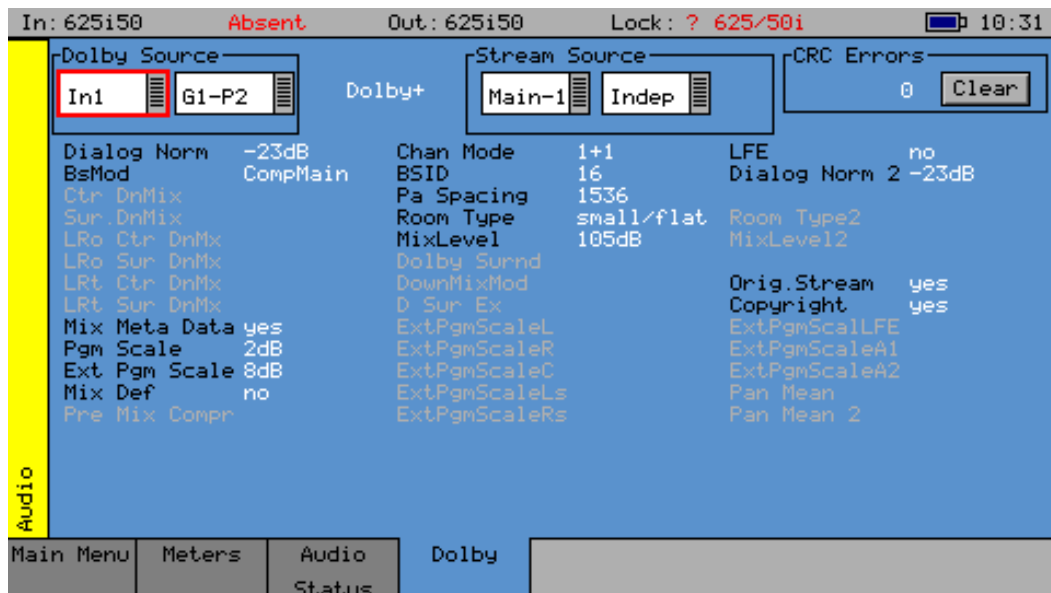 In: 625i50 Absent Out: 625i50 Lock: ? 625/50i 10:31
Dolby Source Stream Source CRC Errors
In1 G1-P2 Dolby+ Main-1 Indep 0 Clear
Dialog Norm -23dB Chan Mode 1+1 LFE no
BsMod CompMain BSID 16 Dialog Norm 2 -23dB
Ctr DnMix Pa Spacing 1536
Sur.DnMix Room Type small/flat Room Type2
LRo Ctr DnMx MixLevel 105dB MixLevel2
LRo Sur DnMx Dolby Surnd
LRt Ctr DnMx DownMixMod Orig.Stream yes
LRt Sur DnMx D Sur Ex Copyright yes
Mix Meta Data yes ExtPgmScaleL ExtPgmScalLFE
Pgm Scale 2dB ExtPgmScaleR ExtPgmScaleA1
Ext Pgm Scale 8dB ExtPgmScaleC ExtPgmScaleA2
Mix Def no ExtPgmScaleLs Pan Mean
Pre Mix Compr ExtPgmScaleRs Pan Mean 2
Audio
Main Menu Meters Audio Dolby
Status